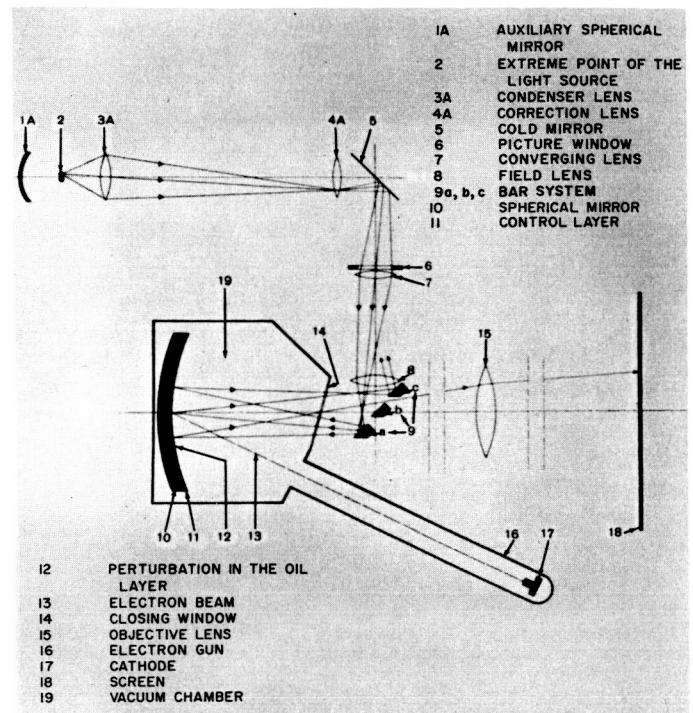 1A AUXILIARY SPHERICAL
MIRROR
2 EXTREME POINT OF THE
LIGHT SOURCE
3A CONDENSER LENS
4A CORRECTION LENS
5 COLD MIRROR
6 PICTURE WINDOW
7 CONVERGING LENS
8 FIELD LENS
9a, b, c BAR SYSTEM
10 SPHERICAL MIRROR
11 CONTROL LAYER
1A 2 3A 4A 5
6
7
19
14
15
8
c
b
9
a
10 11 12 13
16 17
18
12 PERTURBATION IN THE OIL
LAYER
13 ELECTRON BEAM
14 CLOSING WINDOW
15 OBJECTIVE LENS
16 ELECTRON GUN
17 CATHODE
18 SCREEN
19 VACUUM CHAMBER